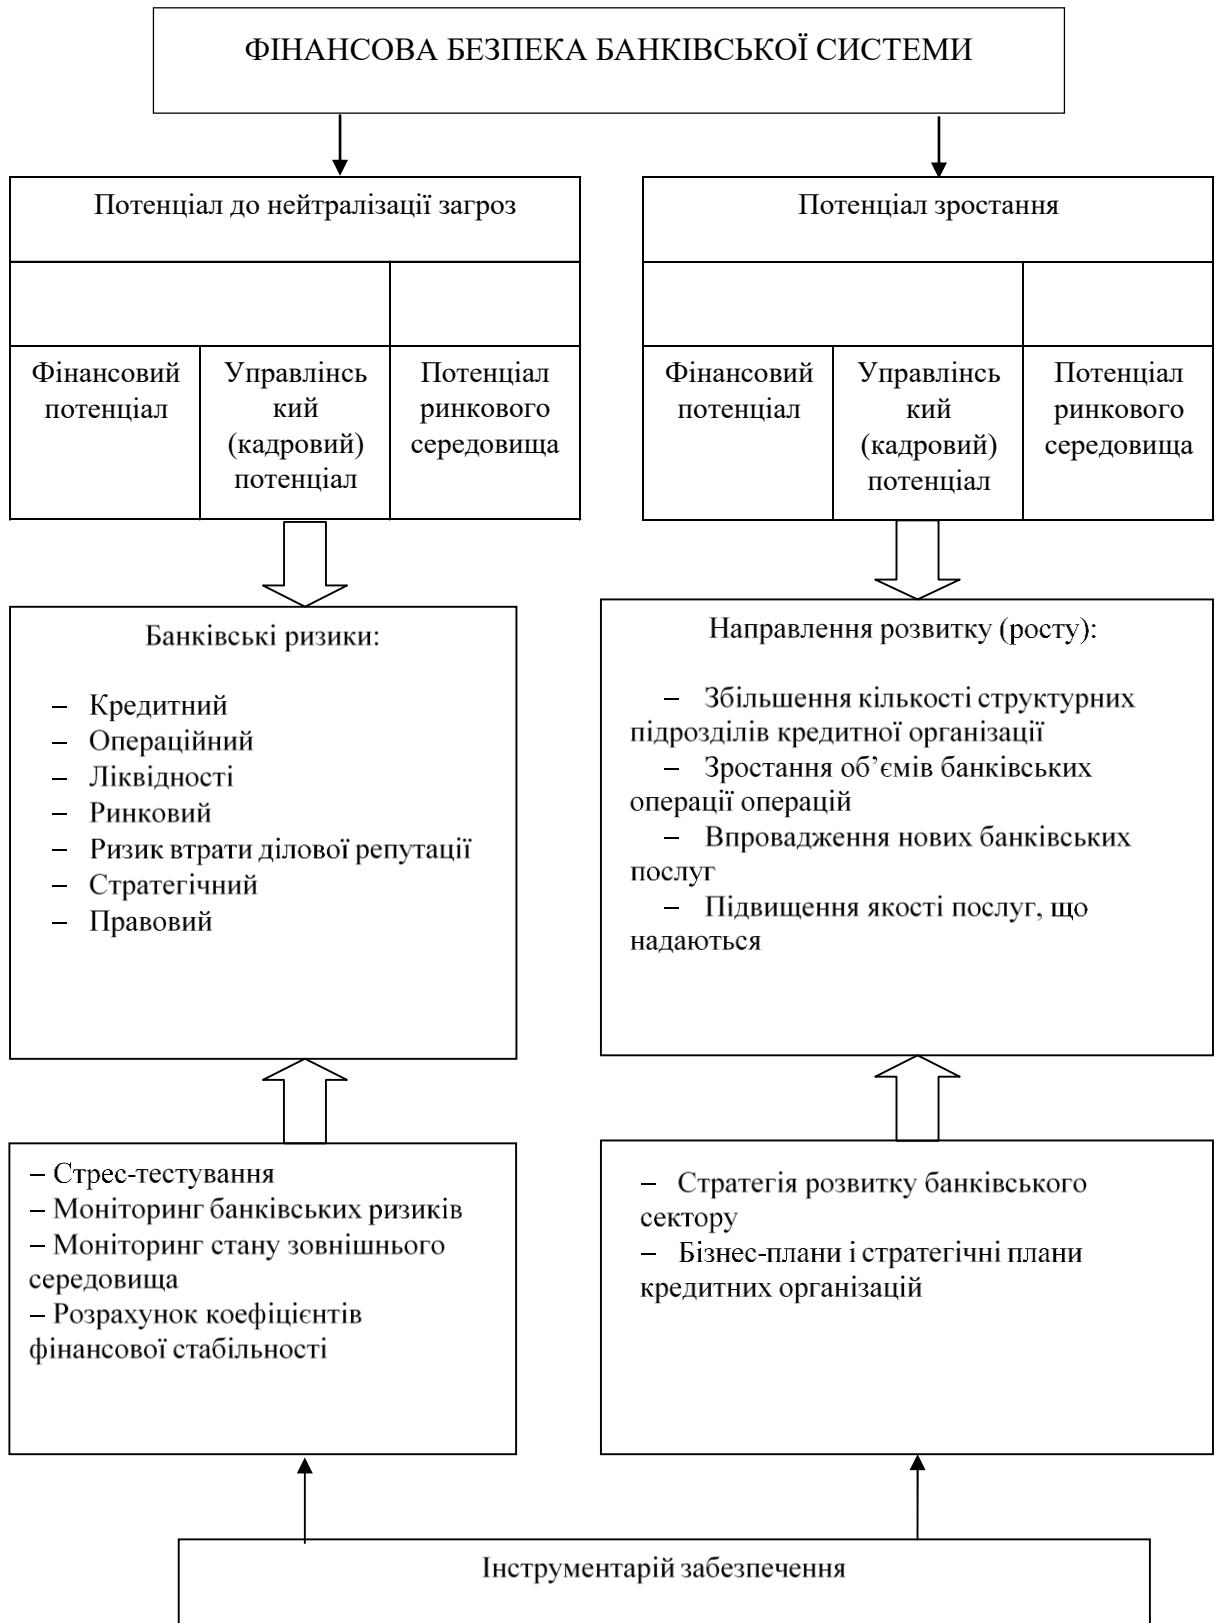 ФІНАНСОВА БЕЗПЕКА БАНКІВСЬКОЇ СИСТЕМИ
Потенціал до нейтралізації загроз
Фінансовий
потенціал
Управлінсь
кий
(кадровий)
потенціал
Потенціал
ринкового
середовища
Потенціал зростання
Фінансовий
потенціал
Управлінсь
кий
(кадровий)
потенціал
Потенціал
ринкового
середовища
Банківські ризики:
– Кредитний
– Операційний
– Ліквідності
– Ринковий
– Ризик втрати ділової репутації
– Стратегічний
– Правовий
Направлення розвитку (росту):
– Збільшення кількості структурних
підрозділів кредитної організації
– Зростання об’ємів банківських
операції операцій
– Впровадження нових банківських
послуг
– Підвищення якості послуг, що
надаються
– Стрес-тестування
– Моніторинг банківських ризиків
– Моніторинг стану зовнішнього
середовища
– Розрахунок коефіцієнтів
фінансової стабільності
– Стратегія розвитку банківського
сектору
– Бізнес-плани і стратегічні плани
кредитних організацій
Інструментарій забезпечення